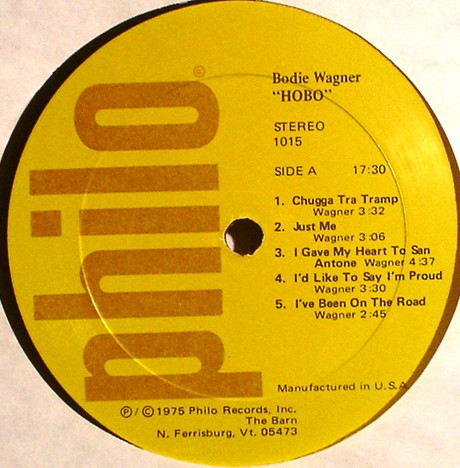 philo®
Bodie Wagner
"HOBO"
STEREO
1015
SIDE A 17:30
1. Chugga Tra Tramp
Wagner 3:32
2. Just Me
Wagner 3:06
3. I Gave My Heart To San
Antone Wagner 4:37
4. I'd Like To Say I'm Proud
Wagner 3:30
5. I've Been On The Road
Wagner 2:45
Manufactured in U.S.A.
Ⓟ/©1975 Philo Records, Inc.
The Barn
N. Ferrisburg, Vt. 05473